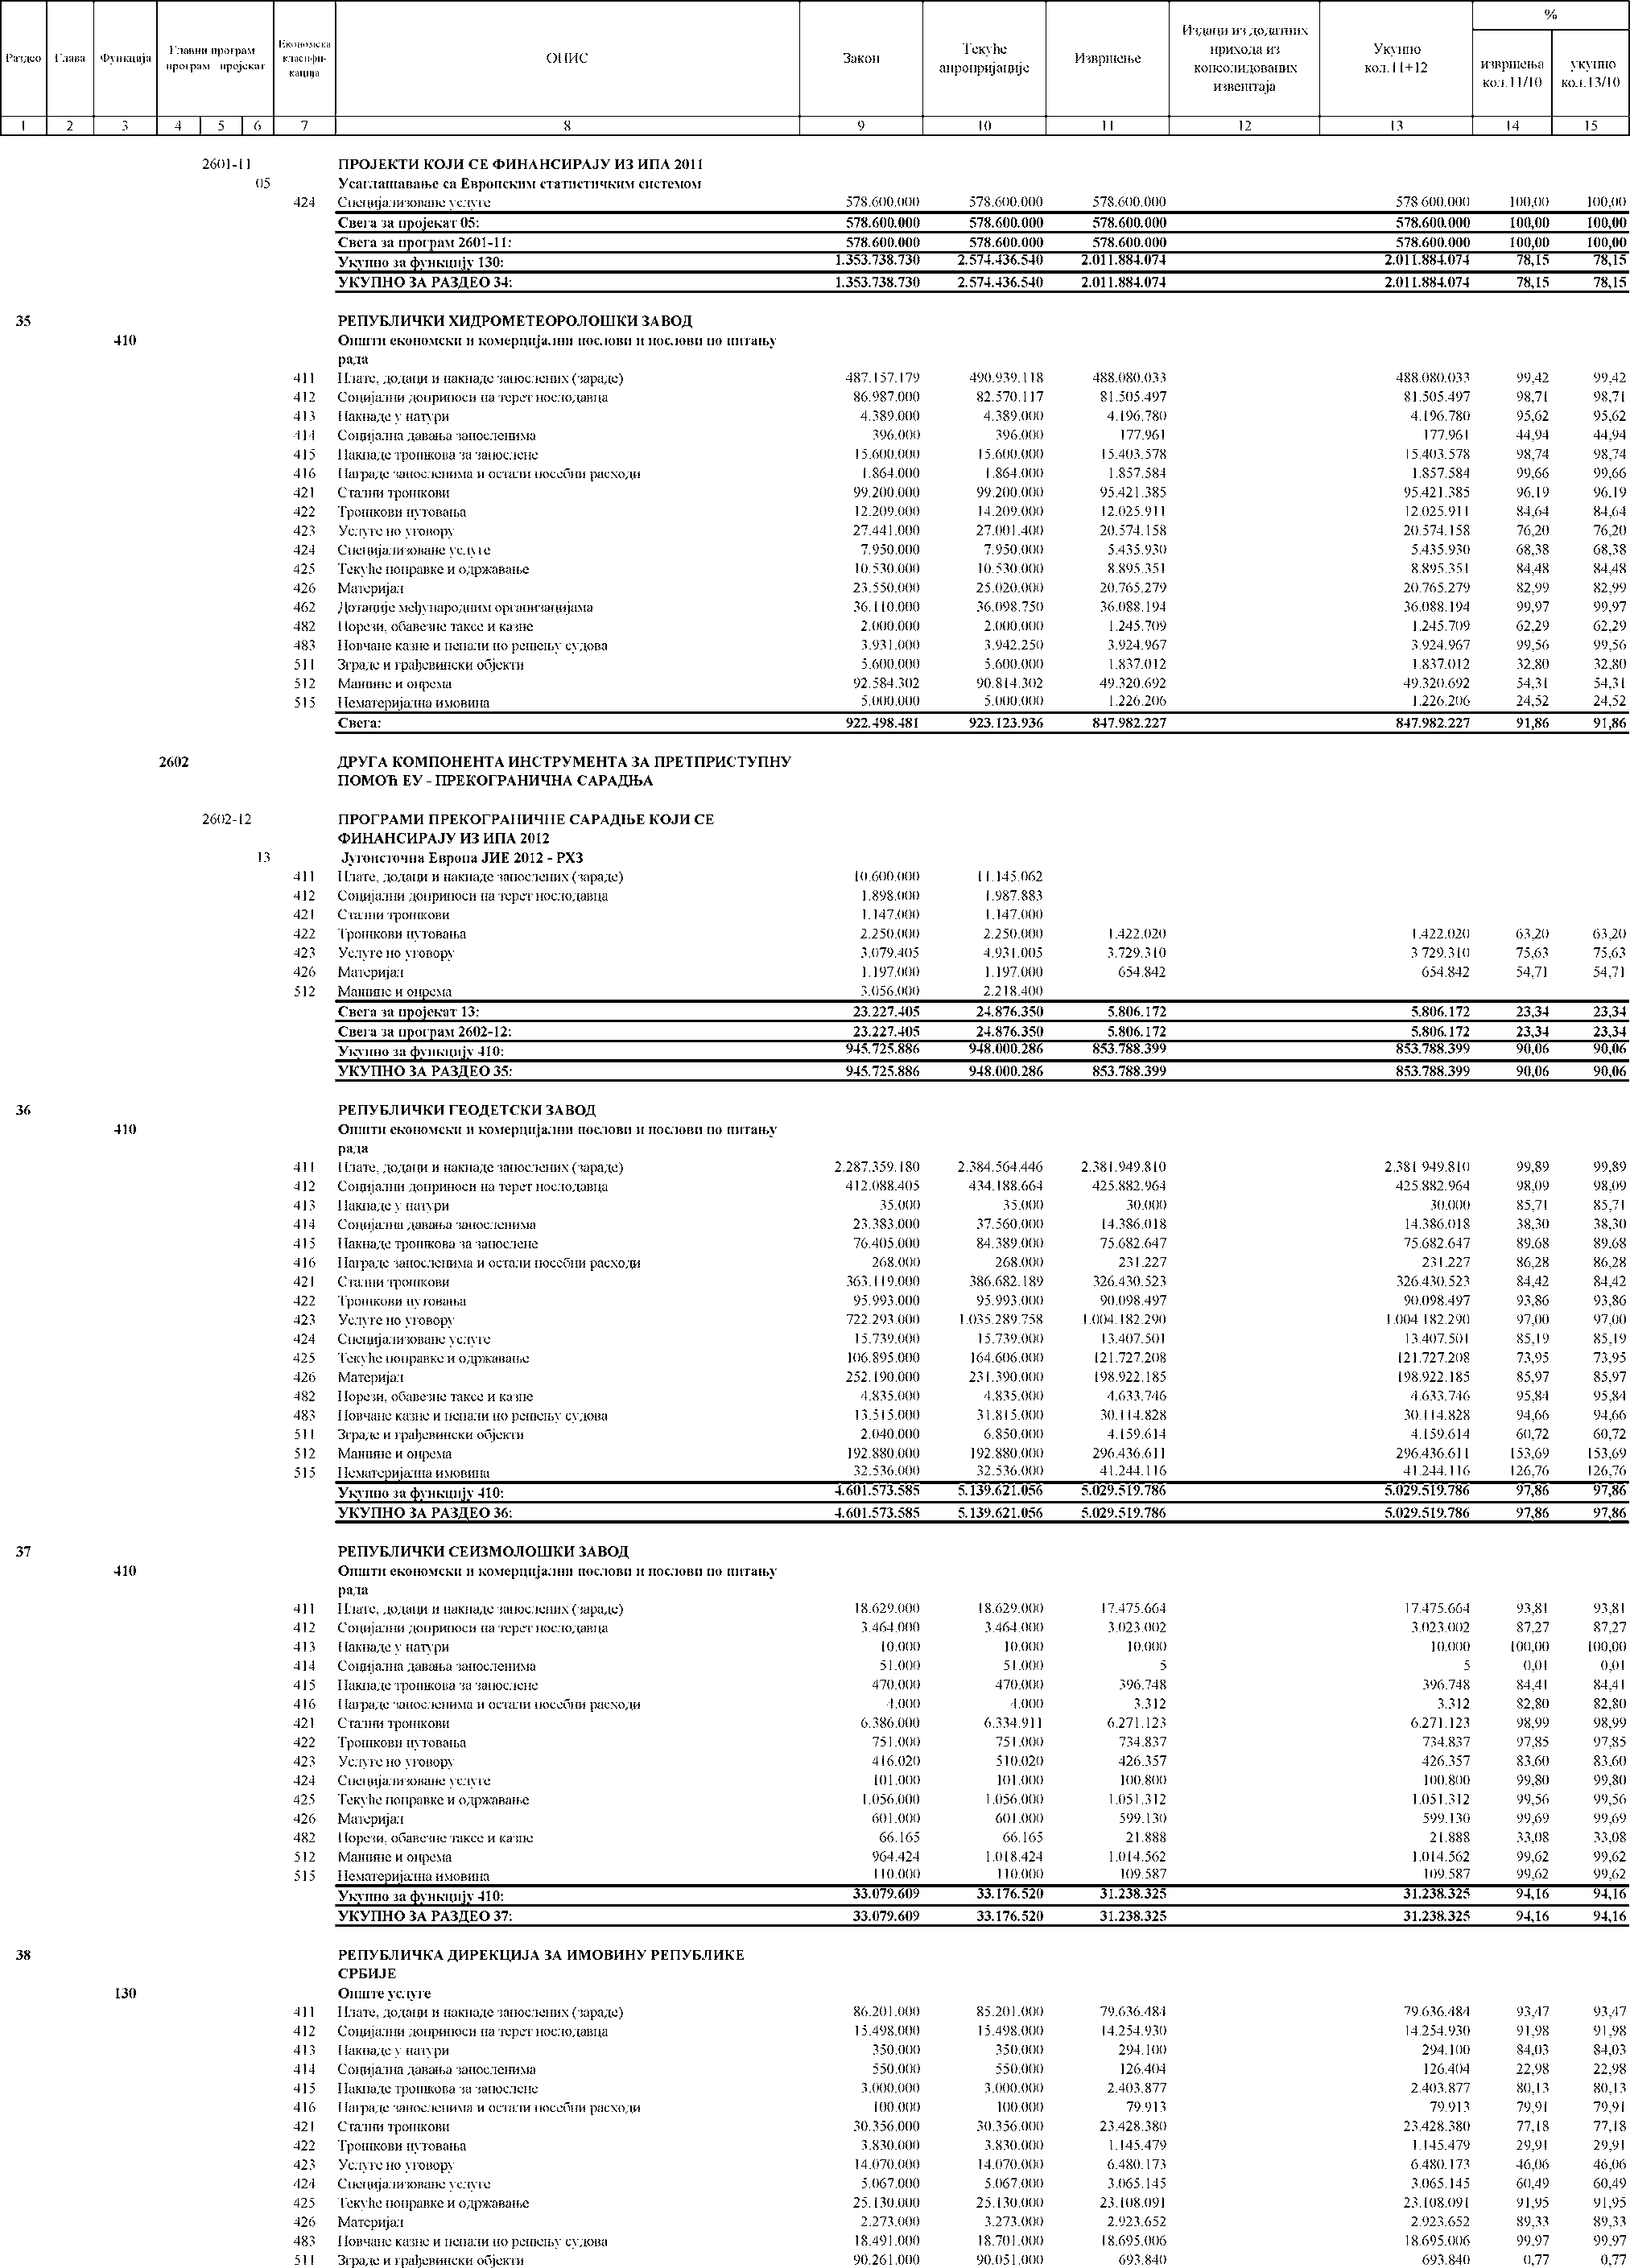 Раздео Глава Функција Главни програм програм пројекат Економска класифи-кација ОПИС Закон Текуће апропријације Извршење Издаци из додатних прихода из консолидованих извештаја Укупно кол.11+12 % извршења кол.11/10 укупно кол.13/10
1 2 3 4 5 6 7 8 9 10 11 12 13 14 15
2601-11 ПРОЈЕКТИ КОЈИ СЕ ФИНАНСИРАЈУ ИЗ ИПА 2011
05 Усаглашавање са Европским статистичким системом
424 Специјализоване услуге 578.600.000 578.600.000 578.600.000 578.600.000 100,00 100,00
Свега за пројекат 05: 578.600.000 578.600.000 578.600.000 578.600.000 100,00 100,00
Свега за програм 2601-11: 578.600.000 578.600.000 578.600.000 578.600.000 100,00 100,00
Укупно за функцију 130: 1.353.738.730 2.574.436.540 2.011.884.074 2.011.884.074 78,15 78,15
УКУПНО ЗА РАЗДЕО 34: 1.353.738.730 2.574.436.540 2.011.884.074 2.011.884.074 78,15 78,15
35 РЕПУБЛИЧКИ ХИДРОМЕТЕОРОЛОШКИ ЗАВОД
410 Општи економски и комерцијални послови и послови по питању
рада
411 Плате, додаци и накнаде запослених (зараде) 487.157.179 490.939.118 488.080.033 488.080.033 99,42 99,42
412 Социјални доприноси на терет послодавца 86.987.000 82.570.117 81.505.497 81.505.497 98,71 98,71
413 Накнаде у натури 4.389.000 4.389.000 4.196.780 4.196.780 95,62 95,62
414 Социјална давања запосленима 396.000 396.000 177.961 177.961 44,94 44,94
415 Накнаде трошкова за запослене 15.600.000 15.600.000 15.403.578 15.403.578 98,74 98,74
416 Награде запосленима и остали посебни расходи 1.864.000 1.864.000 1.857.584 1.857.584 99,66 99,66
421 Стални трошкови 99.200.000 99.200.000 95.421.385 95.421.385 96,19 96,19
422 Трошкови путовања 12.209.000 14.209.000 12.025.911 12.025.911 84,64 84,64
423 Услуге по уговору 27.441.000 27.001.400 20.574.158 20.574.158 76,20 76,20
424 Специјализоване услуге 7.950.000 7.950.000 5.435.930 5.435.930 68,38 68,38
425 Текуће поправке и одржавање 10.530.000 10.530.000 8.895.351 8.895.351 84,48 84,48
426 Материјал 23.550.000 25.020.000 20.765.279 20.765.279 82,99 82,99
462 Дотације међународним организацијама 36.110.000 36.098.750 36.088.194 36.088.194 99,97 99,97
482 Порези, обавезне таксе и казне 2.000.000 2.000.000 1.245.709 1.245.709 62,29 62,29
483 Новчане казне и пенали по решењу судова 3.931.000 3.942.250 3.924.967 3.924.967 99,56 99,56
511 Зграде и грађевински објекти 5.600.000 5.600.000 1.837.012 1.837.012 32,80 32,80
512 Машине и опрема 92.584.302 90.814.302 49.320.692 49.320.692 54,31 54,31
515 Нематеријална имовина 5.000.000 5.000.000 1.226.206 1.226.206 24,52 24,52
Свега: 922.498.481 923.123.936 847.982.227 847.982.227 91,86 91,86
2602 ДРУГА КОМПОНЕНТА ИНСТРУМЕНТА ЗА ПРЕТПРИСТУПНУ
ПОМОЋ ЕУ - ПРЕКОГРАНИЧНА САРАДЊА
2602-12 ПРОГРАМИ ПРЕКОГРАНИЧНЕ САРАДЊЕ КОЈИ СЕ
ФИНАНСИРАЈУ ИЗ ИПА 2012
13 Југоисточна Европа ЈИЕ 2012 - РХЗ
411 Плате, додаци и накнаде запослених (зараде) 10.600.000 11.145.062
412 Социјални доприноси на терет послодавца 1.898.000 1.987.883
421 Стални трошкови 1.147.000 1.147.000
422 Трошкови путовања 2.250.000 2.250.000 1.422.020 1.422.020 63,20 63,20
423 Услуге по уговору 3.079.405 4.931.005 3.729.310 3.729.310 75,63 75,63
426 Материјал 1.197.000 1.197.000 654.842 654.842 54,71 54,71
512 Машине и опрема 3.056.000 2.218.400
Свега за пројекат 13: 23.227.405 24.876.350 5.806.172 5.806.172 23,34 23,34
Свега за програм 2602-12: 23.227.405 24.876.350 5.806.172 5.806.172 23,34 23,34
Укупно за функцију 410: 945.725.886 948.000.286 853.788.399 853.788.399 90,06 90,06
УКУПНО ЗА РАЗДЕО 35: 945.725.886 948.000.286 853.788.399 853.788.399 90,06 90,06
36 РЕПУБЛИЧКИ ГЕОДЕТСКИ ЗАВОД
410 Општи економски и комерцијални послови и послови по питању
рада
411 Плате, додаци и накнаде запослених (зараде) 2.287.359.180 2.384.564.446 2.381.949.810 2.381.949.810 99,89 99,89
412 Социјални доприноси на терет послодавца 412.088.405 434.188.664 425.882.964 425.882.964 98,09 98,09
413 Накнаде у натури 35.000 35.000 30.000 30.000 85,71 85,71
414 Социјална давања запосленима 23.383.000 37.560.000 14.386.018 14.386.018 38,30 38,30
415 Накнаде трошкова за запослене 76.405.000 84.389.000 75.682.647 75.682.647 89,68 89,68
416 Награде запосленима и остали посебни расходи 268.000 268.000 231.227 231.227 86,28 86,28
421 Стални трошкови 363.119.000 386.682.189 326.430.523 326.430.523 84,42 84,42
422 Трошкови путовања 95.993.000 95.993.000 90.098.497 90.098.497 93,86 93,86
423 Услуге по уговору 722.293.000 1.035.289.758 1.004.182.290 1.004.182.290 97,00 97,00
424 Специјализоване услуге 15.739.000 15.739.000 13.407.501 13.407.501 85,19 85,19
425 Текуће поправке и одржавање 106.895.000 164.606.000 121.727.208 121.727.208 73,95 73,95
426 Материјал 252.190.000 231.390.000 198.922.185 198.922.185 85,97 85,97
482 Порези, обавезне таксе и казне 4.835.000 4.835.000 4.633.746 4.633.746 95,84 95,84
483 Новчане казне и пенали по решењу судова 13.515.000 31.815.000 30.114.828 30.114.828 94,66 94,66
511 Зграде и грађевински објекти 2.040.000 6.850.000 4.159.614 4.159.614 60,72 60,72
512 Машине и опрема 192.880.000 192.880.000 296.436.611 296.436.611 153,69 153,69
515 Нематеријална имовина 32.536.000 32.536.000 41.244.116 41.244.116 126,76 126,76
Укупно за функцију 410: 4.601.573.585 5.139.621.056 5.029.519.786 5.029.519.786 97,86 97,86
УКУПНО ЗА РАЗДЕО 36: 4.601.573.585 5.139.621.056 5.029.519.786 5.029.519.786 97,86 97,86
37 РЕПУБЛИЧКИ СЕИЗМОЛОШКИ ЗАВОД
410 Општи економски и комерцијални послови и послови по питању
рада
411 Плате, додаци и накнаде запослених (зараде) 18.629.000 18.629.000 17.475.664 17.475.664 93,81 93,81
412 Социјални доприноси на терет послодавца 3.464.000 3.464.000 3.023.002 3.023.002 87,27 87,27
413 Накнаде у натури 10.000 10.000 10.000 10.000 100,00 100,00
414 Социјална давања запосленима 51.000 51.000 5 5 0,01 0,01
415 Накнаде трошкова за запослене 470.000 470.000 396.748 396.748 84,41 84,41
416 Награде запосленима и остали посебни расходи 4.000 4.000 3.312 3.312 82,80 82,80
421 Стални трошкови 6.386.000 6.334.911 6.271.123 6.271.123 98,99 98,99
422 Трошкови путовања 751.000 751.000 734.837 734.837 97,85 97,85
423 Услуге по уговору 416.020 510.020 426.357 426.357 83,60 83,60
424 Специјализоване услуге 101.000 101.000 100.800 100.800 99,80 99,80
425 Текуће поправке и одржавање 1.056.000 1.056.000 1.051.312 1.051.312 99,56 99,56
426 Материјал 601.000 601.000 599.130 599.130 99,69 99,69
482 Порези, обавезне таксе и казне 66.165 66.165 21.888 21.888 33,08 33,08
512 Машине и опрема 964.424 1.018.424 1.014.562 1.014.562 99,62 99,62
515 Нематеријална имовина 110.000 110.000 109.587 109.587 99,62 99,62
Укупно за функцију 410: 33.079.609 33.176.520 31.238.325 31.238.325 94,16 94,16
УКУПНО ЗА РАЗДЕО 37: 33.079.609 33.176.520 31.238.325 31.238.325 94,16 94,16
38 РЕПУБЛИЧКА ДИРЕКЦИЈА ЗА ИМОВИНУ РЕПУБЛИКЕ
СРБИЈЕ
130 Опште услуге
411 Плате, додаци и накнаде запослених (зараде) 86.201.000 85.201.000 79.636.484 79.636.484 93,47 93,47
412 Социјални доприноси на терет послодавца 15.498.000 15.498.000 14.254.930 14.254.930 91,98 91,98
413 Накнаде у натури 350.000 350.000 294.100 294.100 84,03 84,03
414 Социјална давања запосленима 550.000 550.000 126.404 126.404 22,98 22,98
415 Накнаде трошкова за запослене 3.000.000 3.000.000 2.403.877 2.403.877 80,13 80,13
416 Награде запосленима и остали посебни расходи 100.000 100.000 79.913 79.913 79,91 79,91
421 Стални трошкови 30.356.000 30.356.000 23.428.380 23.428.380 77,18 77,18
422 Трошкови путовања 3.830.000 3.830.000 1.145.479 1.145.479 29,91 29,91
423 Услуге по уговору 14.070.000 14.070.000 6.480.173 6.480.173 46,06 46,06
424 Специјализоване услуге 5.067.000 5.067.000 3.065.145 3.065.145 60,49 60,49
425 Текуће поправке и одржавање 25.130.000 25.130.000 23.108.091 23.108.091 91,95 91,95
426 Материјал 2.273.000 3.273.000 2.923.652 2.923.652 89,33 89,33
483 Новчане казне и пенали по решењу судова 18.491.000 18.701.000 18.695.006 18.695.006 99,97 99,97
511 Зграде и грађевински објекти 90.261.000 90.051.000 693.840 693.840 0,77 0,77